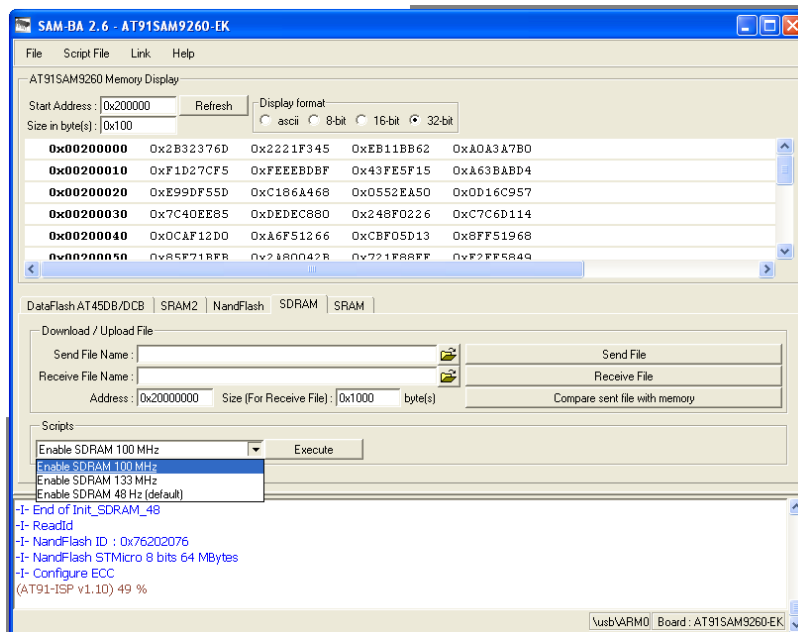 SAM-BA 2.6 - AT91SAM9260-EK
File Script File Link Help
AT91SAM9260 Memory Display
Start Address : 0x200000 Refresh
Size in byte(s) : 0x100
Display format
ascii 8-bit 16-bit 32-bit
0x00200000 0x2B32376D 0x2221F345 0xEB11BB62 0xA0A3A7B0
0x00200010 0xF1D27CF5 0xFEEEBDBF 0x43FE5F15 0xA63BABD4
0x00200020 0xE99DF55D 0xC186A468 0x0552EA50 0x0D16C957
0x00200030 0x7C40EE85 0xDEDEC880 0x248F0226 0xC7C6D114
0x00200040 0x0CAF12D0 0xA6F51266 0xCBF05D13 0x8FF51968
0x00200050 0x85F71BFB 0x2A80042B 0x721F88FF 0xF2FF5849
DataFlash AT45DB/DCB SRAM2 NandFlash SDRAM SRAM
Download / Upload File
Send File Name : Send File
Receive File Name : Receive File
Address : 0x20000000 Size (For Receive File) : 0x1000 byte(s) Compare sent file with memory
Scripts
Enable SDRAM 100 MHz Execute
Enable SDRAM 100 MHz
Enable SDRAM 133 MHz
Enable SDRAM 48 Hz (default)
-I- End of Init_SDRAM_48
-I- ReadId
-I- NandFlash ID : 0x76202076
-I- NandFlash STMicro 8 bits 64 MBytes
-I- Configure ECC
(AT91-ISP v1.10) 49 %
\usb\ARM0 Board : AT91SAM9260-EK